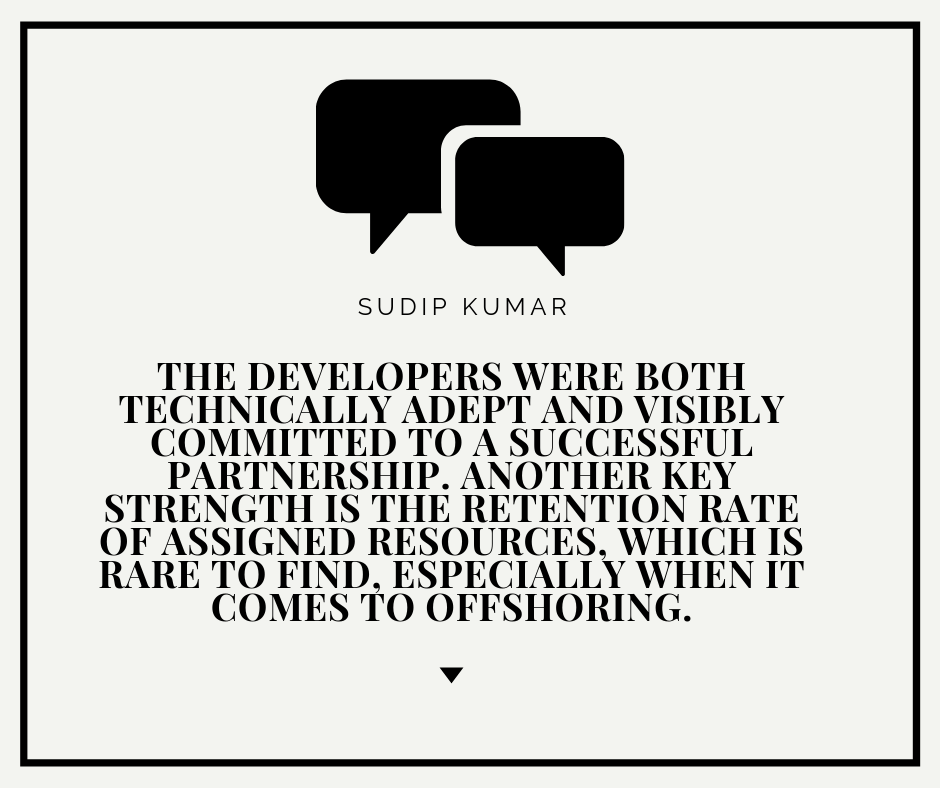 SUDIP KUMAR
THE DEVELOPERS WERE BOTH
TECHNICALLY ADEPT AND VISIBLY
COMMITTED TO A SUCCESSFUL
PARTNERSHIP. ANOTHER KEY
STRENGTH IS THE RETENTION RATE
OF ASSIGNED RESOURCES, WHICH IS
RARE TO FIND, ESPECIALLY WHEN IT
COMES TO OFFSHORING.